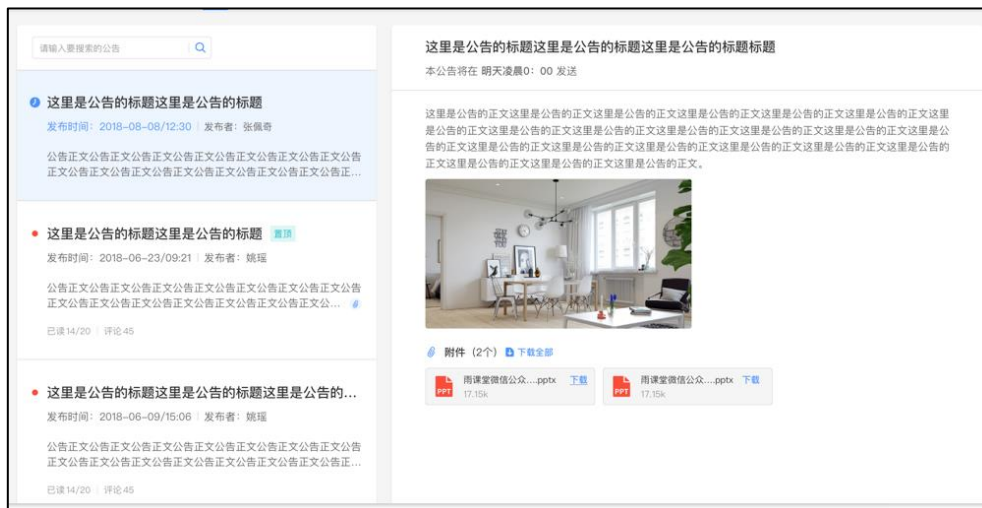 请输入要搜索的公告
这里是公告的标题这里是公告的标题
发布时间：2018-08-08/12:30 | 发布者：张佩奇
公告正文公告正文公告正文公告正文公告正文公告正文公告正文公告
正文公告正文公告正文公告正文公告正文公告正文公告正文公告正...
这里是公告的标题这里是公告的标题 置顶
发布时间：2018-06-23/09:21 | 发布者：姚瑶
公告正文公告正文公告正文公告正文公告正文公告正文公告正文公告
正文公告正文公告正文公告正文公告正文公告正文公告正文公...
已读14/20 | 评论45
这里是公告的标题这里是公告的标题这里是公告的...
发布时间：2018-06-09/15:06 | 发布者：姚瑶
公告正文公告正文公告正文公告正文公告正文公告正文公告正文公告
正文公告正文公告正文公告正文公告正文公告正文公告正文公告正...
已读14/20 | 评论45
这里是公告的标题这里是公告的标题这里是公告的标题标题
本公告将在 明天凌晨0：00 发送
这里是公告的正文这里是公告的正文这里是公告的正文这里是公告的正文这里是公告的正文这里是公告的正文这里
是公告的正文这里是公告的正文这里是公告的正文这里是公告的正文这里是公告的正文这里是公告的正文这里是公
告的正文这里是公告的正文这里是公告的正文这里是公告的正文这里是公告的正文这里是公告的正文这里是公告的
正文这里是公告的正文这里是公告的正文这里是公告的正文。
附件（2个） 下载全部
PPT 雨课堂微信公众....pptx 下载
17.15k
PPT 雨课堂微信公众....pptx 下载
17.15k